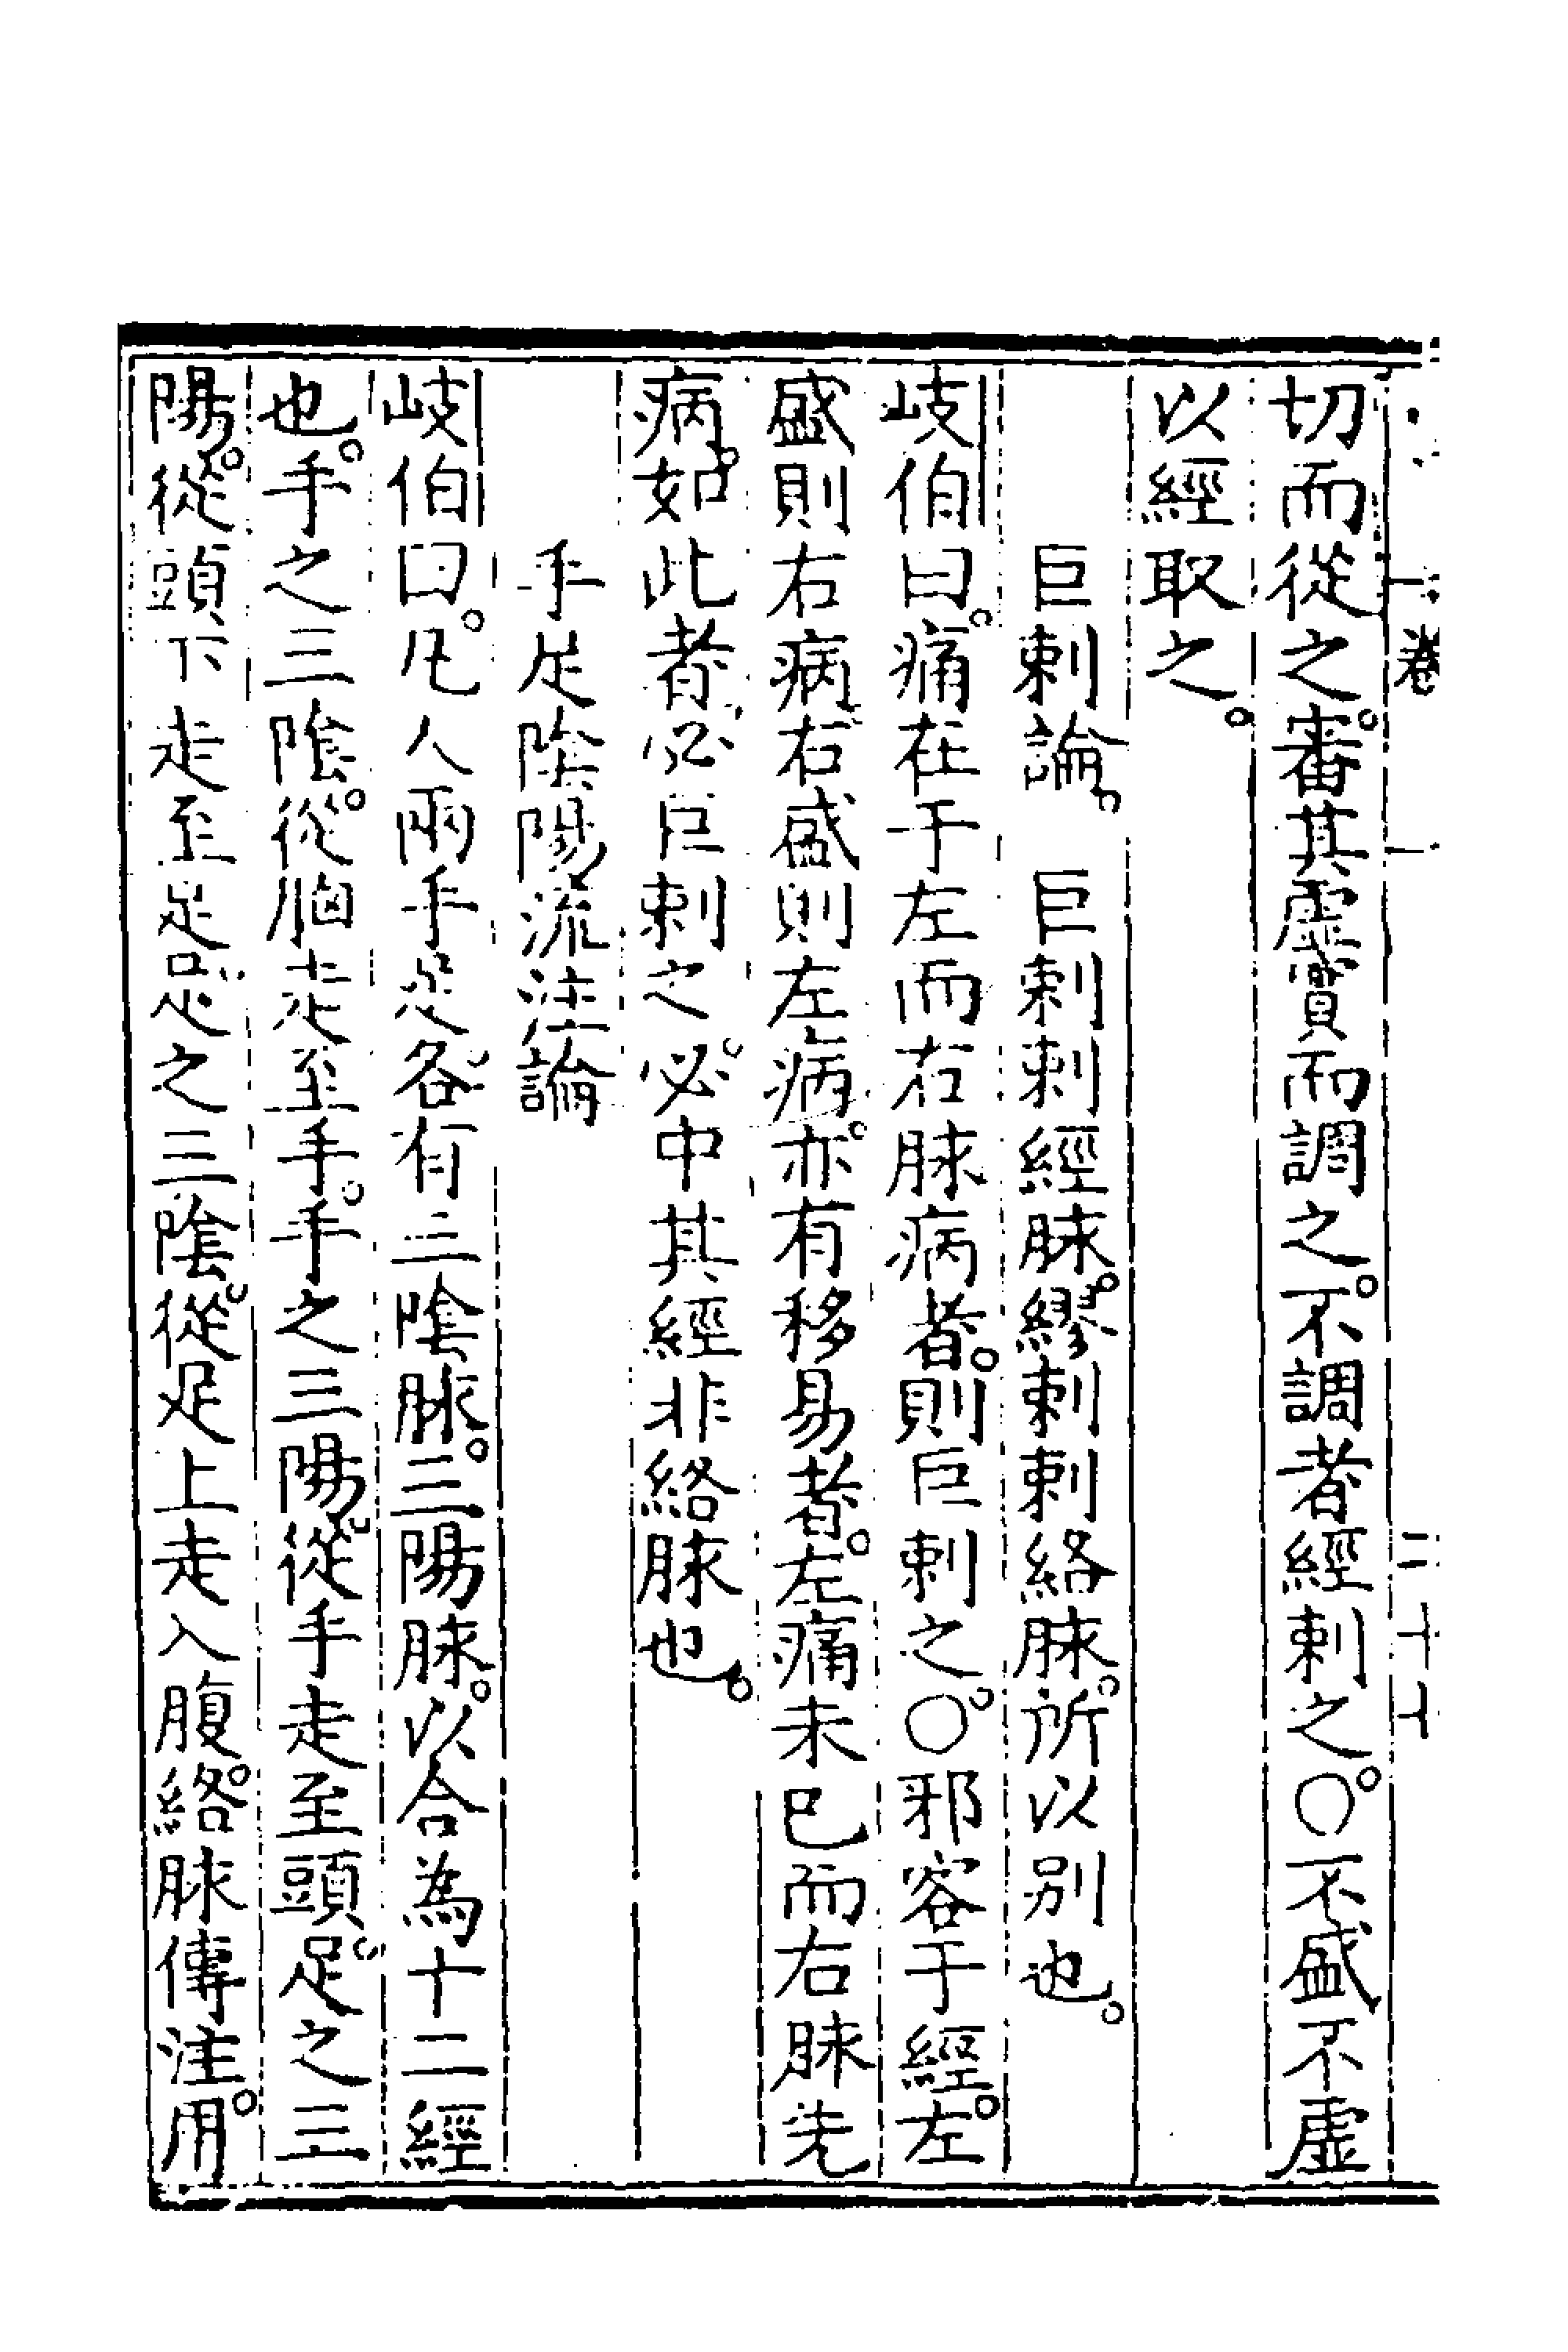 切而從之。審其虛實而調之。不調者經刺之。〇不盛不虛
以經取之。
巨刺論。　巨刺刺經脉。繆刺刺絡脉。所以別也。
岐伯曰。痛在于左而右脉病者。則巨刺之。〇邪客于經。左
盛則右病。右盛則左病。亦有移易者。左痛未已而右脉先
病。如此者。必巨刺之。必中其經非絡脉也。
手足陰陽流注論
岐伯曰。凡人兩手足。各有三陰脉。三陽脉。以合為十二經
也。手之三陰。從胸走至手。手之三陽。從手走至頭。足之三
陽。從頭下走至足。足之三陰。從足上走入腹。絡脉傳注。周
卷
二十七